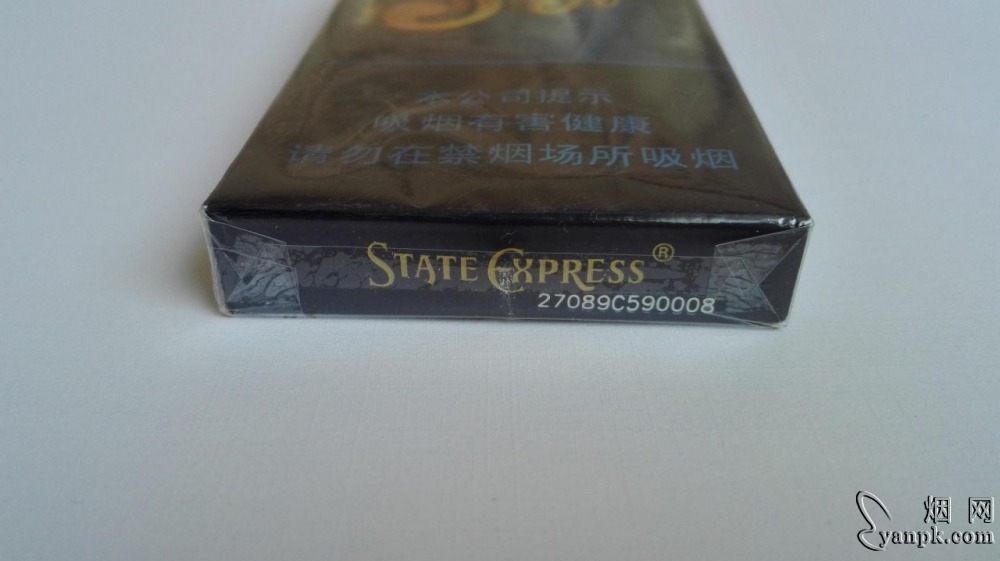 本公司提示
吸烟有害健康
请勿在禁烟场所吸烟
STATE EXPRESS®
27089C590008
烟网
yanpk.com